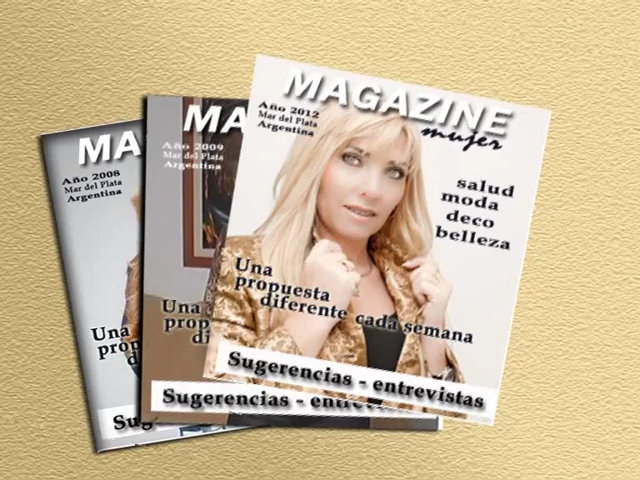 MAGAZINE
mujer
Año 2012
Mar del Plata
Argentina
salud
moda
deco
belleza
Una
propuesta
diferente cada semana
Sugerencias - entrevistas
MA
Año 2009
Mar del Plata
Argentina
Una
prop
di
Sugerencias - entrevis
MA
Año 2008
Mar del Plata
Argentina
Una
prop
d
Sug